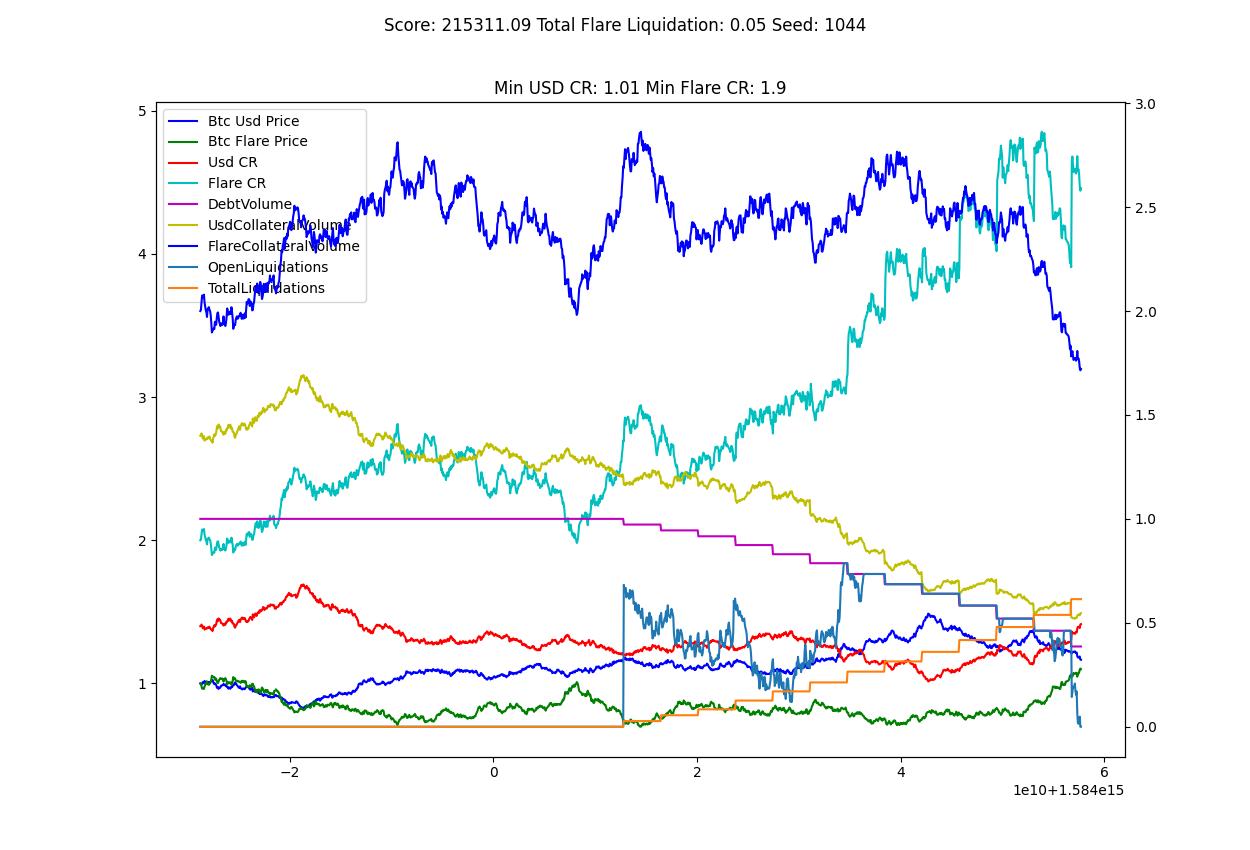 Score: 215311.09 Total Flare Liquidation: 0.05 Seed: 1044
Min USD CR: 1.01 Min Flare CR: 1.9
Btc Usd Price
Btc Flare Price
Usd CR
Flare CR
DebtVolume
UsdCollateralVolume
FlareCollateralVolume
OpenLiquidations
TotalLiquidations
5
4
3
2
1
3.0
2.5
2.0
1.5
1.0
0.5
0.0
−2
0
2
4
6
1e10+1.584e15